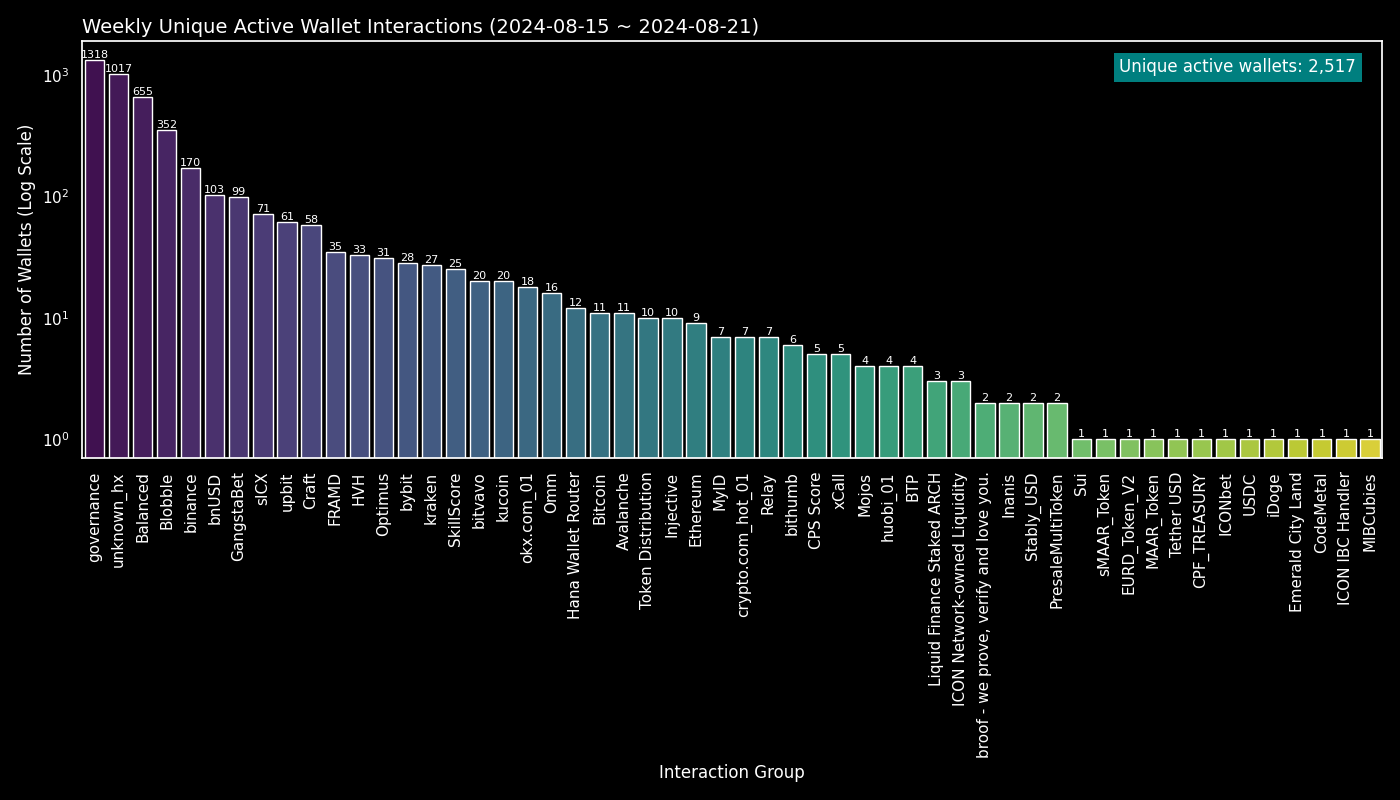 Weekly Unique Active Wallet Interactions (2024-08-15 ~ 2024-08-21)
Unique active wallets: 2,517
Number of Wallets (Log Scale)
10³
10²
10¹
10⁰
1318
1017
655
352
170
103
99
71
61
58
35
33
31
28
27
25
20
20
18
16
12
11
11
10
10
9
7
7
7
6
5
5
4
4
4
3
3
2
2
2
2
1
1
1
1
1
1
1
1
1
1
1
1
1
governance
unknown_hx
Balanced
Blobble
binance
bnUSD
GangstaBet
sICX
upbit
Craft
FRAMD
HVH
Optimus
bybit
kraken
SkillScore
bitvavo
kucoin
okx.com_01
Omm
Hana Wallet Router
Bitcoin
Avalanche
Token Distribution
Injective
Ethereum
MyID
crypto.com_hot_01
Relay
bithumb
CPS Score
xCall
Mojos
huobi_01
BTP
Liquid Finance Staked ARCH
ICON Network-owned Liquidity
broof - we prove, verify and love you.
Inanis
Stably_USD
PresaleMultiToken
Sui
sMAAR_Token
EURD_Token_V2
MAAR_Token
Tether USD
CPF_TREASURY
ICONbet
USDC
iDoge
Emerald City Land
CodeMetal
ICON IBC Handler
MIBCubies
Interaction Group